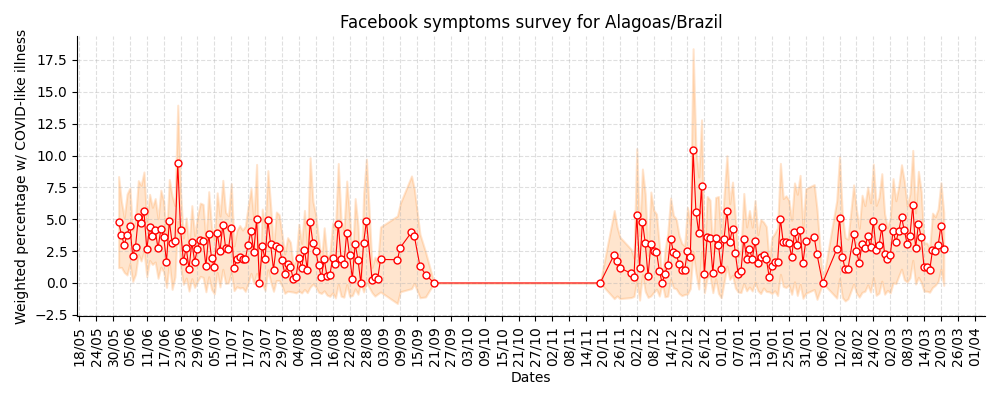 Facebook symptoms survey for Alagoas/Brazil
Weighted percentage w/ COVID-like illness
17.5
15.0
12.5
10.0
7.5
5.0
2.5
0.0
−2.5
18/05 24/05 30/05 05/06 11/06 17/06 23/06 29/06 05/07 11/07 17/07 23/07 29/07 04/08 10/08 16/08 22/08 28/08 03/09 09/09 15/09 21/09 27/09 03/10 09/10 15/10 21/10 27/10 02/11 08/11 14/11 20/11 26/11 02/12 08/12 14/12 20/12 26/12 01/01 07/01 13/01 19/01 25/01 31/01 06/02 12/02 18/02 24/02 02/03 08/03 14/03 20/03 26/03 01/04
Dates